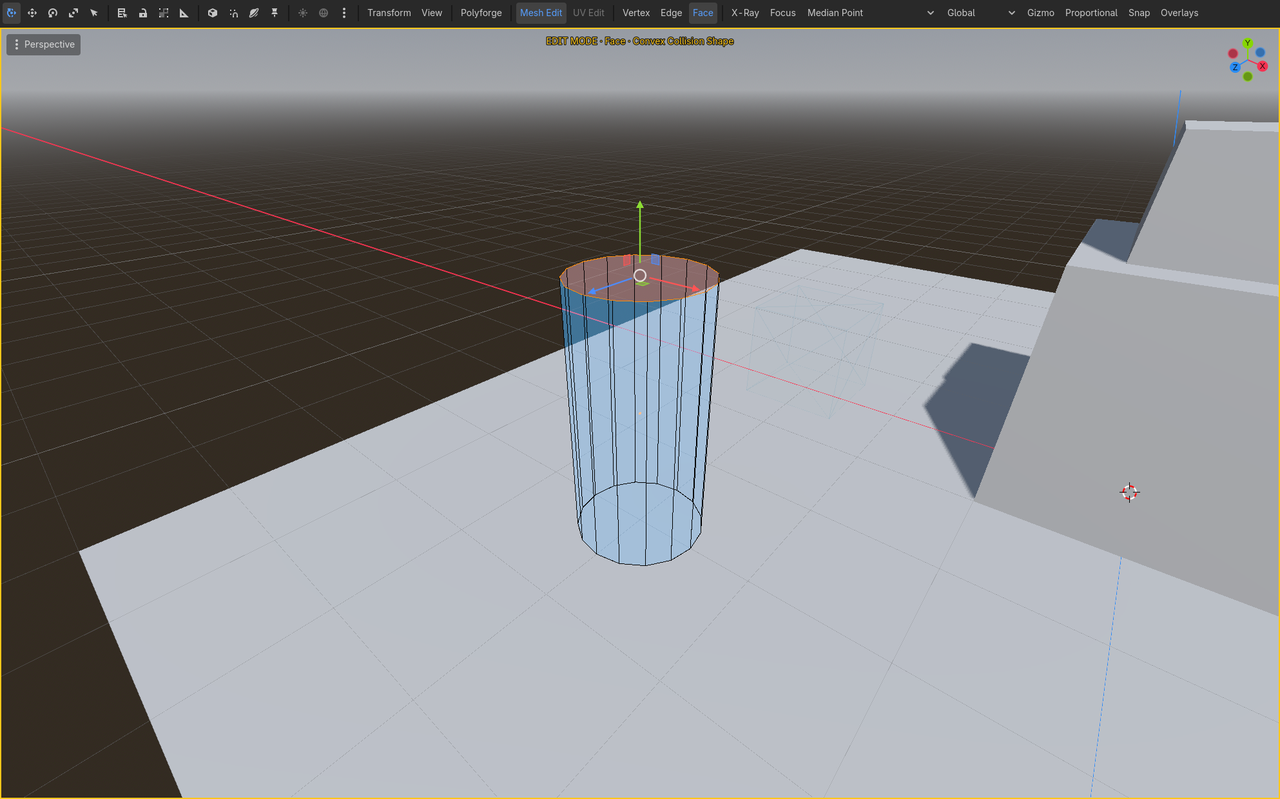 Transform View Polyforge Mesh Edit UV Edit Vertex Edge Face X-Ray Focus Median Point Global Gizmo Proportional Snap Overlays
EDIT MODE · Face · Convex Collision Shape
Perspective
Y
Z X